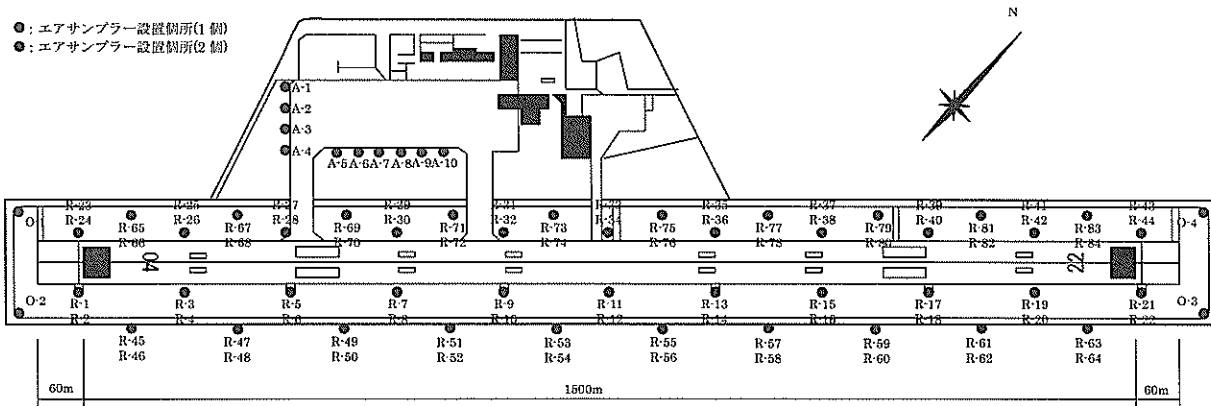 N
●：エアサンプラー設置個所(1 個)
●：エアサンプラー設置個所(2 個)
A-1
A-2
A-3
A-4
A-5 A-6 A-7 A-8 A-9 A-10
R-23 R-25 R-27 R-29 R-31 R-33 R-35 R-37 R-39 R-41 R-43
R-24 R-65 R-26 R-67 R-28 R-69 R-30 R-71 R-32 R-73 R-34 R-75 R-36 R-77 R-38 R-79 R-40 R-81 R-42 R-83 R-44 O-4
R-66 R-68 R-70 R-72 R-74 R-76 R-78 R-80 R-82 R-84
04 22
O-2 R-1 R-3 R-5 R-7 R-9 R-11 R-13 R-15 R-17 R-19 R-21 O-3
R-2 R-4 R-6 R-8 R-10 R-12 R-14 R-16 R-18 R-20 R-22
R-45 R-47 R-49 R-51 R-53 R-55 R-57 R-59 R-61 R-63
R-46 R-48 R-50 R-52 R-54 R-56 R-58 R-60 R-62 R-64
60m 1500m 60m